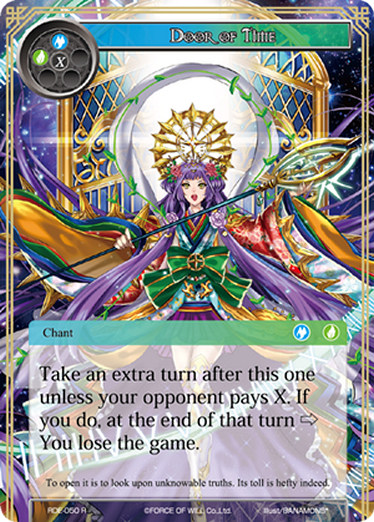 Door of Time
X
Chant
Take an extra turn after this one
unless your opponent pays X. If
you do, at the end of that turn ⇨
You lose the game.
To open it is to look upon unknowable truths. Its toll is hefty indeed.
RDE-050 R
©FORCE OF WILL Co.,Ltd.
Illust/BANAMONS*